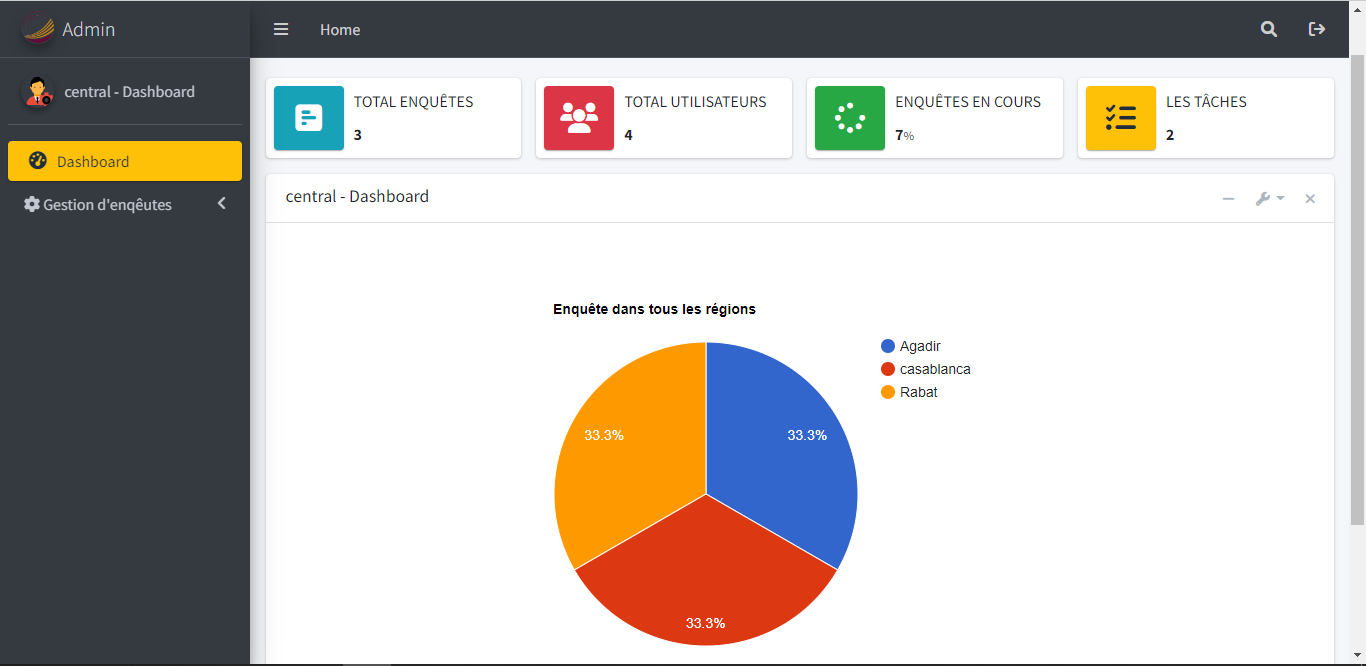 Admin
Home
central - Dashboard
Dashboard
Gestion d'enqêutes
TOTAL ENQUÊTES
3
TOTAL UTILISATEURS
4
ENQUÊTES EN COURS
7%
LES TÂCHES
2
central - Dashboard
Enquête dans tous les régions
Agadir
casablanca
Rabat
33.3%
33.3%
33.3%